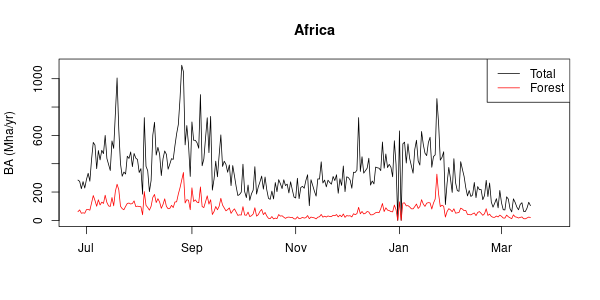 Africa
Total
Forest
BA (Mha/yr)
1000
600
200
0
Jul Sep Nov Jan Mar